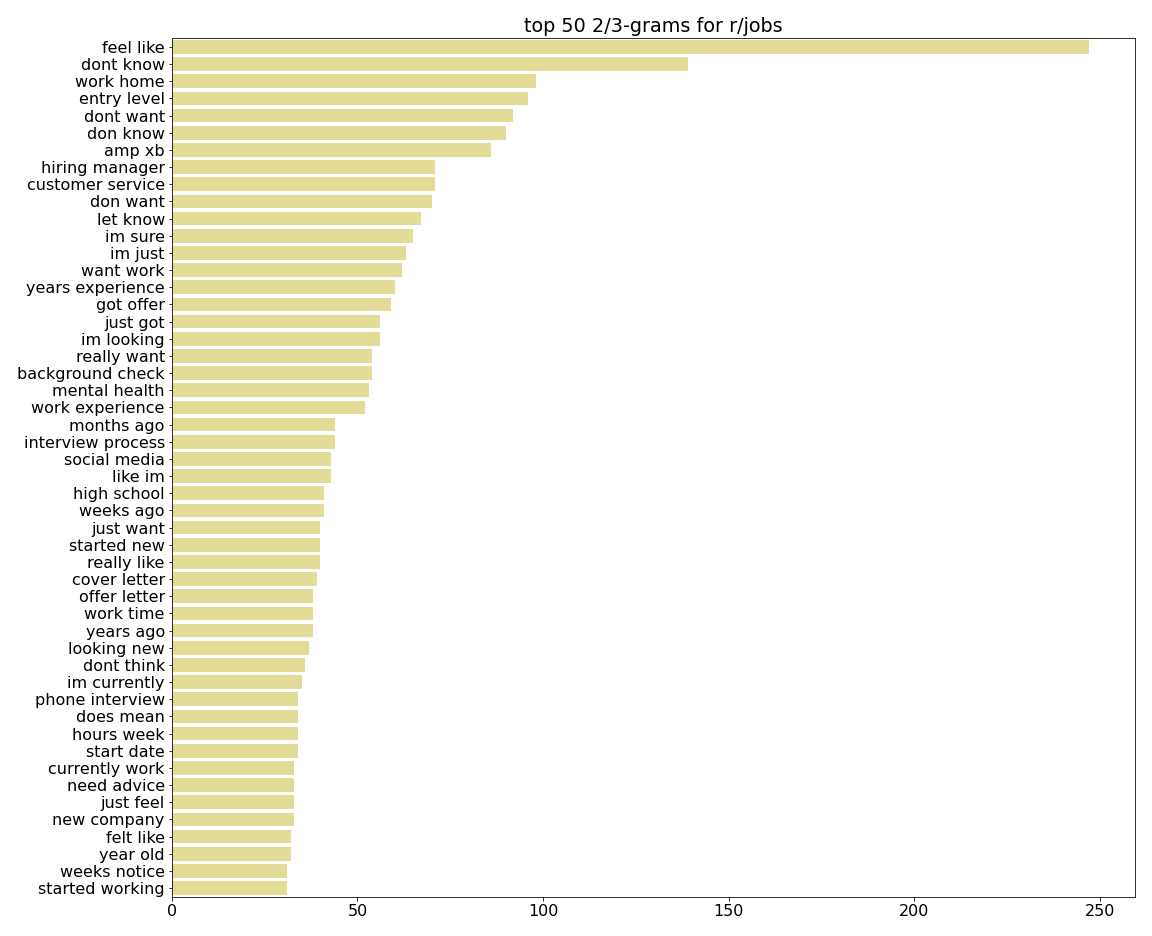 top 50 2/3-grams for r/jobs
feel like
dont know
work home
entry level
dont want
don know
amp xb
hiring manager
customer service
don want
let know
im sure
im just
want work
years experience
got offer
just got
im looking
really want
background check
mental health
work experience
months ago
interview process
social media
like im
high school
weeks ago
just want
started new
really like
cover letter
offer letter
work time
years ago
looking new
dont think
im currently
phone interview
does mean
hours week
start date
currently work
need advice
just feel
new company
felt like
year old
weeks notice
started working
0 50 100 150 200 250